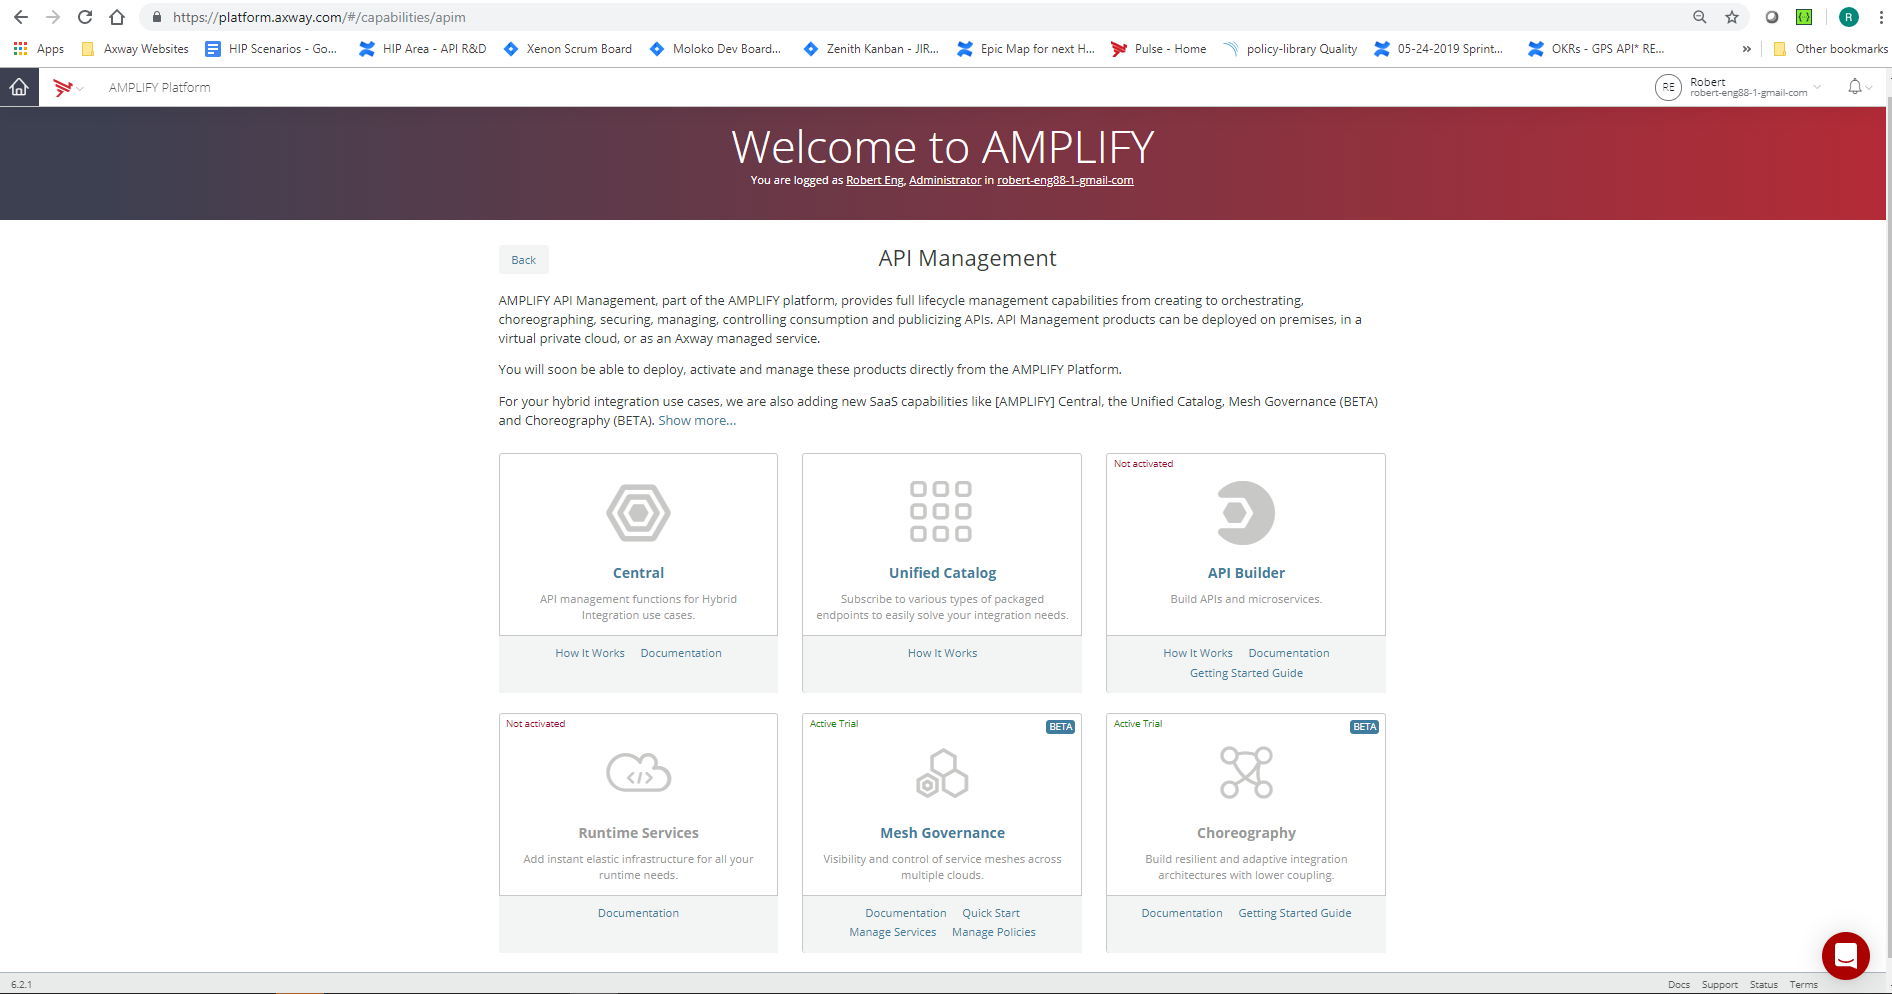 https://platform.axway.com/#/capabilities/apim
R
Apps
Axway Websites
HIP Scenarios - Go...
HIP Area - API R&D
Xenon Scrum Board
Moloko Dev Board...
Zenith Kanban - JIR...
Epic Map for next H...
Pulse - Home
policy-library Quality
05-24-2019 Sprint...
OKRs - GPS API* RE...
»
Other bookmarks
AMPLIFY Platform
RE
Robert
robert-eng88-1-gmail-com
Welcome to AMPLIFY
You are logged as Robert Eng, Administrator in robert-eng88-1-gmail-com
Back
API Management
AMPLIFY API Management, part of the AMPLIFY platform, provides full lifecycle management capabilities from creating to orchestrating,
choreographing, securing, managing, controlling consumption and publicizing APIs. API Management products can be deployed on premises, in a
virtual private cloud, or as an Axway managed service.
You will soon be able to deploy, activate and manage these products directly from the AMPLIFY Platform.
For your hybrid integration use cases, we are also adding new SaaS capabilities like [AMPLIFY] Central, the Unified Catalog, Mesh Governance (BETA)
and Choreography (BETA). Show more...
Central
API management functions for Hybrid
Integration use cases.
How It Works Documentation
Unified Catalog
Subscribe to various types of packaged
endpoints to easily solve your integration needs.
How It Works
Not activated
API Builder
Build APIs and microservices.
How It Works Documentation
Getting Started Guide
Not activated
</>
Runtime Services
Add instant elastic infrastructure for all your
runtime needs.
Documentation
Active Trial
BETA
Mesh Governance
Visibility and control of service meshes across
multiple clouds.
Documentation Quick Start
Manage Services Manage Policies
Active Trial
BETA
Choreography
Build resilient and adaptive integration
architectures with lower coupling.
Documentation Getting Started Guide
6.2.1
Docs Support Status Terms